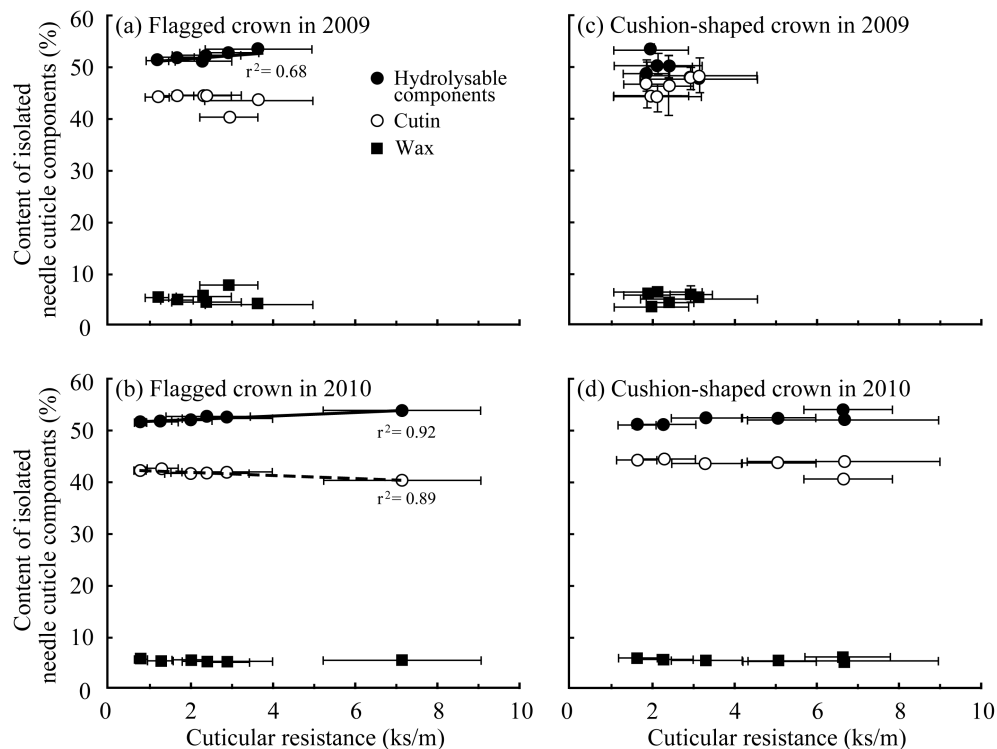 (a) Flagged crown in 2009
r²= 0.68
Hydrolysable
components
Cutin
Wax
60
50
40
30
20
10
0
Content of isolated
needle cuticle components (%)
(c) Cushion-shaped crown in 2009
(b) Flagged crown in 2010
r²= 0.92
r²= 0.89
60
50
40
30
20
10
0
Content of isolated
needle cuticle components (%)
0 2 4 6 8 10
Cuticular resistance (ks/m)
(d) Cushion-shaped crown in 2010
0 2 4 6 8 10
Cuticular resistance (ks/m)